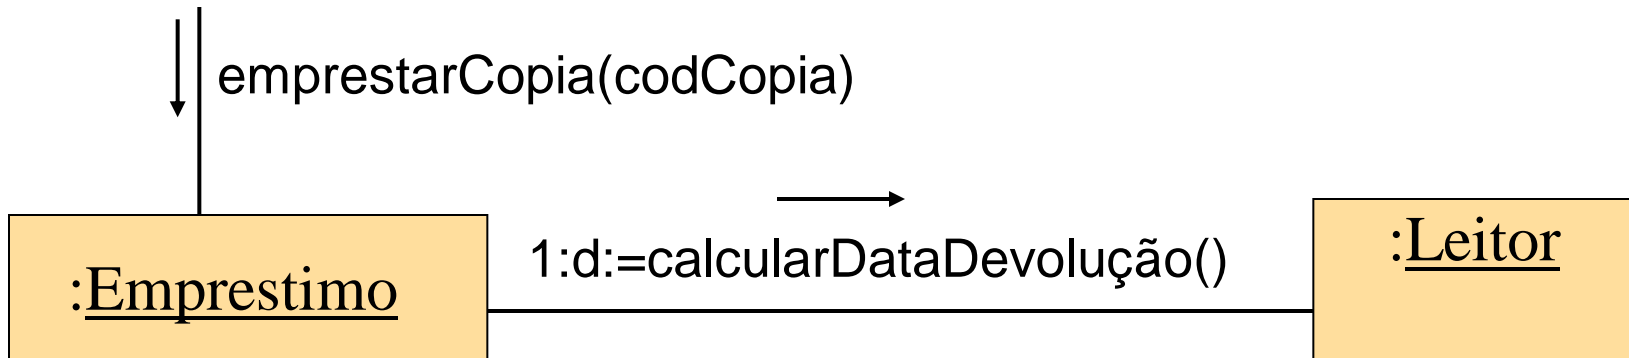 emprestarCopia(codCopia)
:Emprestimo
1:d:=calcularDataDevolução()
:Leitor